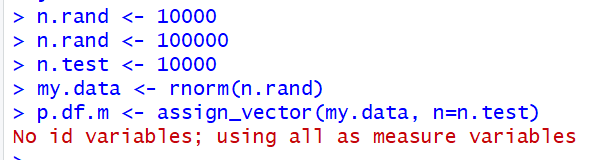 > n.rand <- 10000
> n.rand <- 100000
> n.test <- 10000
> my.data <- rnorm(n.rand)
> p.df.m <- assign_vector(my.data, n=n.test)
No id variables; using all as measure variables
>